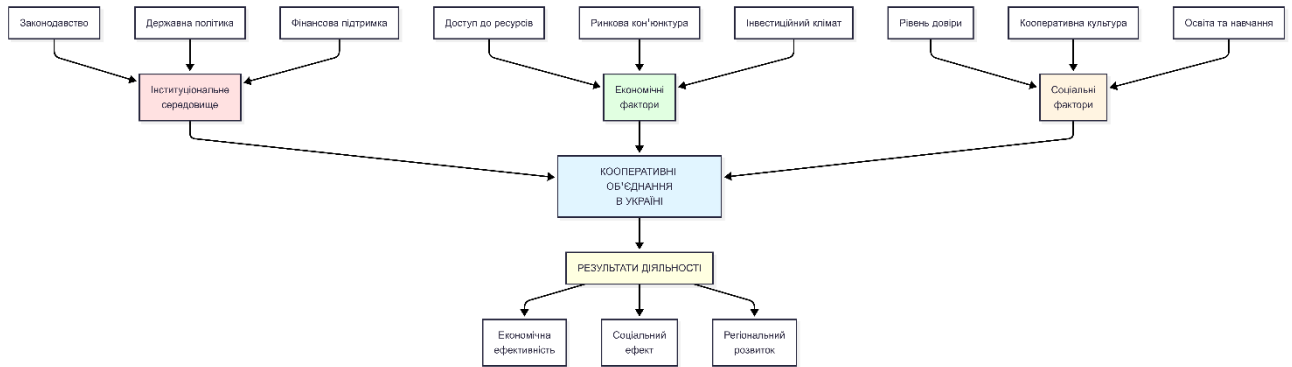 Законодавство
Державна політика
Фінансова підтримка
Доступ до ресурсів
Ринкова кон'юнктура
Інвестиційний клімат
Рівень довіри
Кооперативна культура
Освіта та навчання
Інституціональне
середовище
Економічні
фактори
Соціальні
фактори
КООПЕРАТИВНІ
ОБ'ЄДНАННЯ
В УКРАЇНІ
РЕЗУЛЬТАТИ ДІЯЛЬНОСТІ
Економічна
ефективність
Соціальний
ефект
Регіональний
розвиток